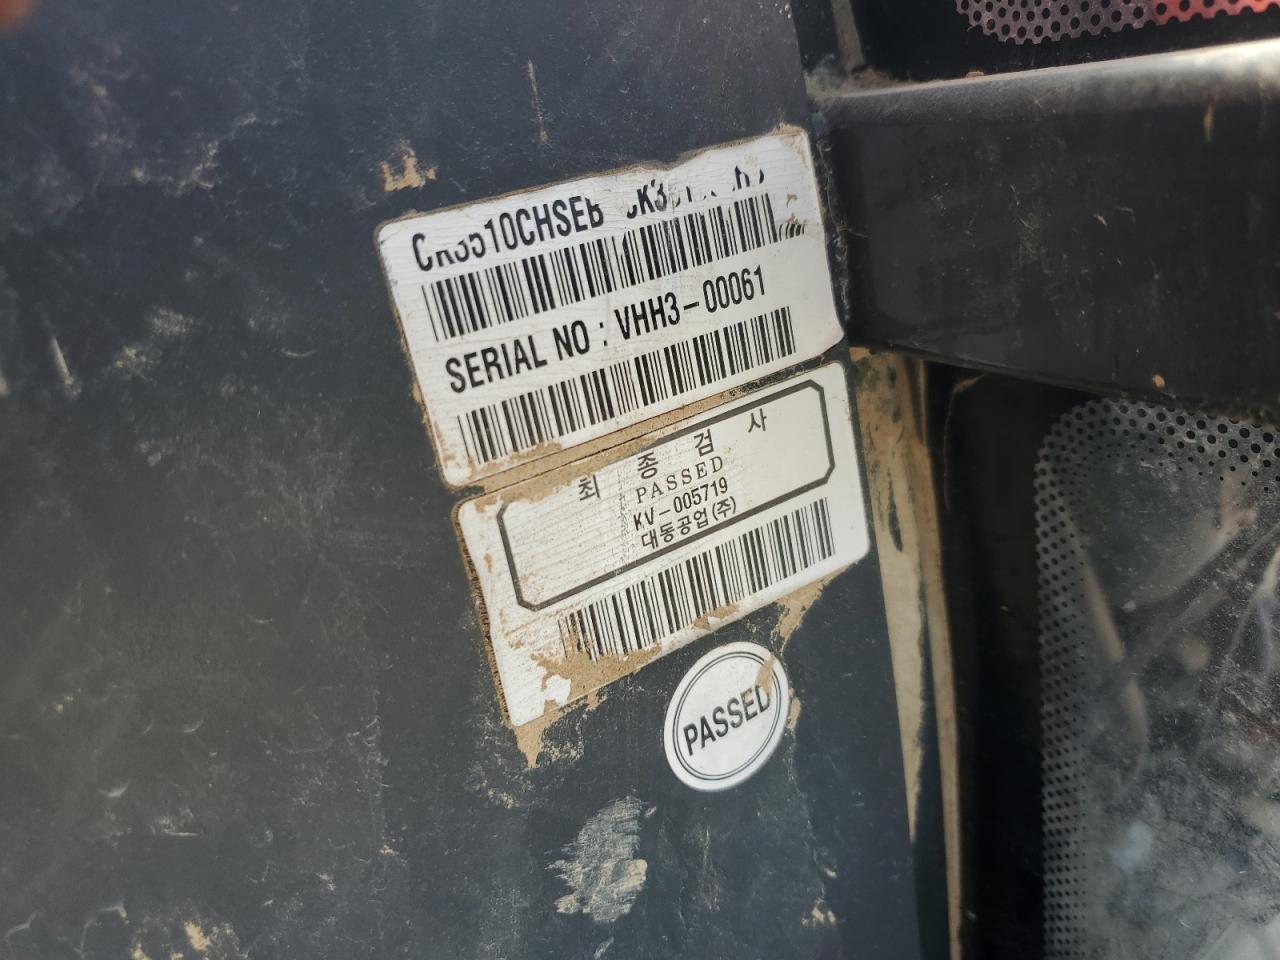 CK3510CHSEB
SERIAL NO : VHH3-00061
최 종 검 사
PASSED
KV-005719
대동공업(주)
PASSED